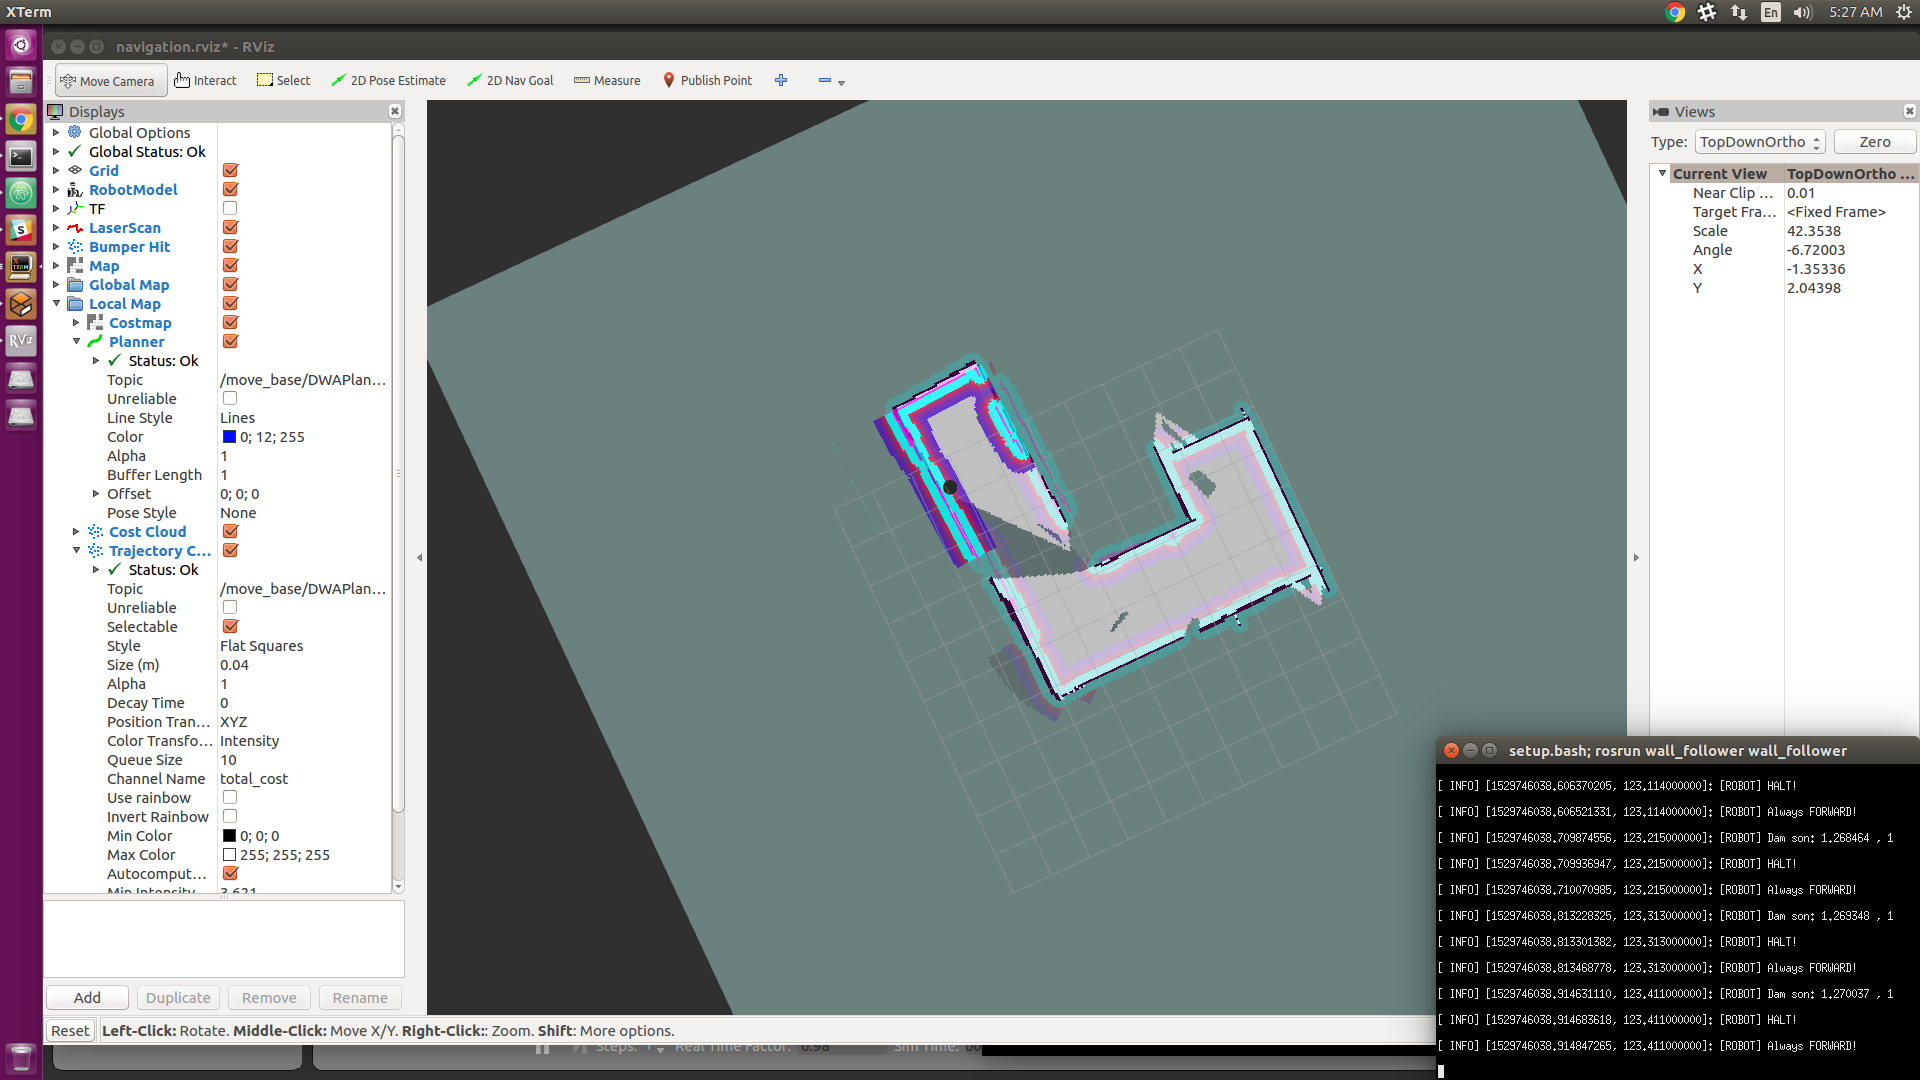 XTerm
En
5:27 AM
navigation.rviz* - RViz
Move Camera
Interact
Select
2D Pose Estimate
2D Nav Goal
Measure
Publish Point
Displays
Global Options
Global Status: Ok
Grid
RobotModel
TF
LaserScan
Bumper Hit
Map
Global Map
Local Map
Costmap
Planner
Status: Ok
Topic /move_base/DWAPlan...
Unreliable
Line Style Lines
Color 0; 12; 255
Alpha 1
Buffer Length 1
Offset 0; 0; 0
Pose Style None
Cost Cloud
Trajectory C...
Status: Ok
Topic /move_base/DWAPlan...
Unreliable
Selectable
Style Flat Squares
Size (m) 0.04
Alpha 1
Decay Time 0
Position Tran... XYZ
Color Transfo... Intensity
Queue Size 10
Channel Name total_cost
Use rainbow
Invert Rainbow
Min Color 0; 0; 0
Max Color 255; 255; 255
Autocomput...
Min Intensity 3.621
Add
Duplicate
Remove
Rename
Reset
Left-Click: Rotate. Middle-Click: Move X/Y. Right-Click:: Zoom. Shift: More options.
Steps: 1 Real Time Factor: 0.98 Sim Time: 00
Views
Type: TopDownOrtho Zero
Current View TopDownOrtho ...
Near Clip ... 0.01
Target Fra... <Fixed Frame>
Scale 42.3538
Angle -6.72003
X -1.35336
Y 2.04398
setup.bash; rosrun wall_follower wall_follower
[ INFO] [1529746038.606370205, 123.114000000]: [ROBOT] HALT!
[ INFO] [1529746038.606521331, 123.114000000]: [ROBOT] Always FORWARD!
[ INFO] [1529746038.709874556, 123.215000000]: [ROBOT] Dam son: 1.268464 , 1
[ INFO] [1529746038.709936947, 123.215000000]: [ROBOT] HALT!
[ INFO] [1529746038.710070985, 123.215000000]: [ROBOT] Always FORWARD!
[ INFO] [1529746038.813228325, 123.313000000]: [ROBOT] Dam son: 1.269348 , 1
[ INFO] [1529746038.813301382, 123.313000000]: [ROBOT] HALT!
[ INFO] [1529746038.813468778, 123.313000000]: [ROBOT] Always FORWARD!
[ INFO] [1529746038.914631110, 123.411000000]: [ROBOT] Dam son: 1.270037 , 1
[ INFO] [1529746038.914683618, 123.411000000]: [ROBOT] HALT!
[ INFO] [1529746038.914847265, 123.411000000]: [ROBOT] Always FORWARD!